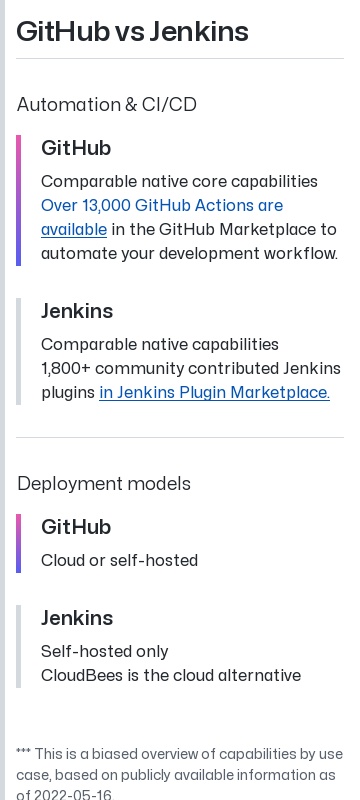 GitHub vs Jenkins
Automation & CI/CD
GitHub
Comparable native core capabilities
Over 13,000 GitHub Actions are
available in the GitHub Marketplace to
automate your development workflow.
Jenkins
Comparable native capabilities
1,800+ community contributed Jenkins
plugins in Jenkins Plugin Marketplace.
Deployment models
GitHub
Cloud or self-hosted
Jenkins
Self-hosted only
CloudBees is the cloud alternative
*** This is a biased overview of capabilities by use
case, based on publicly available information as
of 2022-05-16.